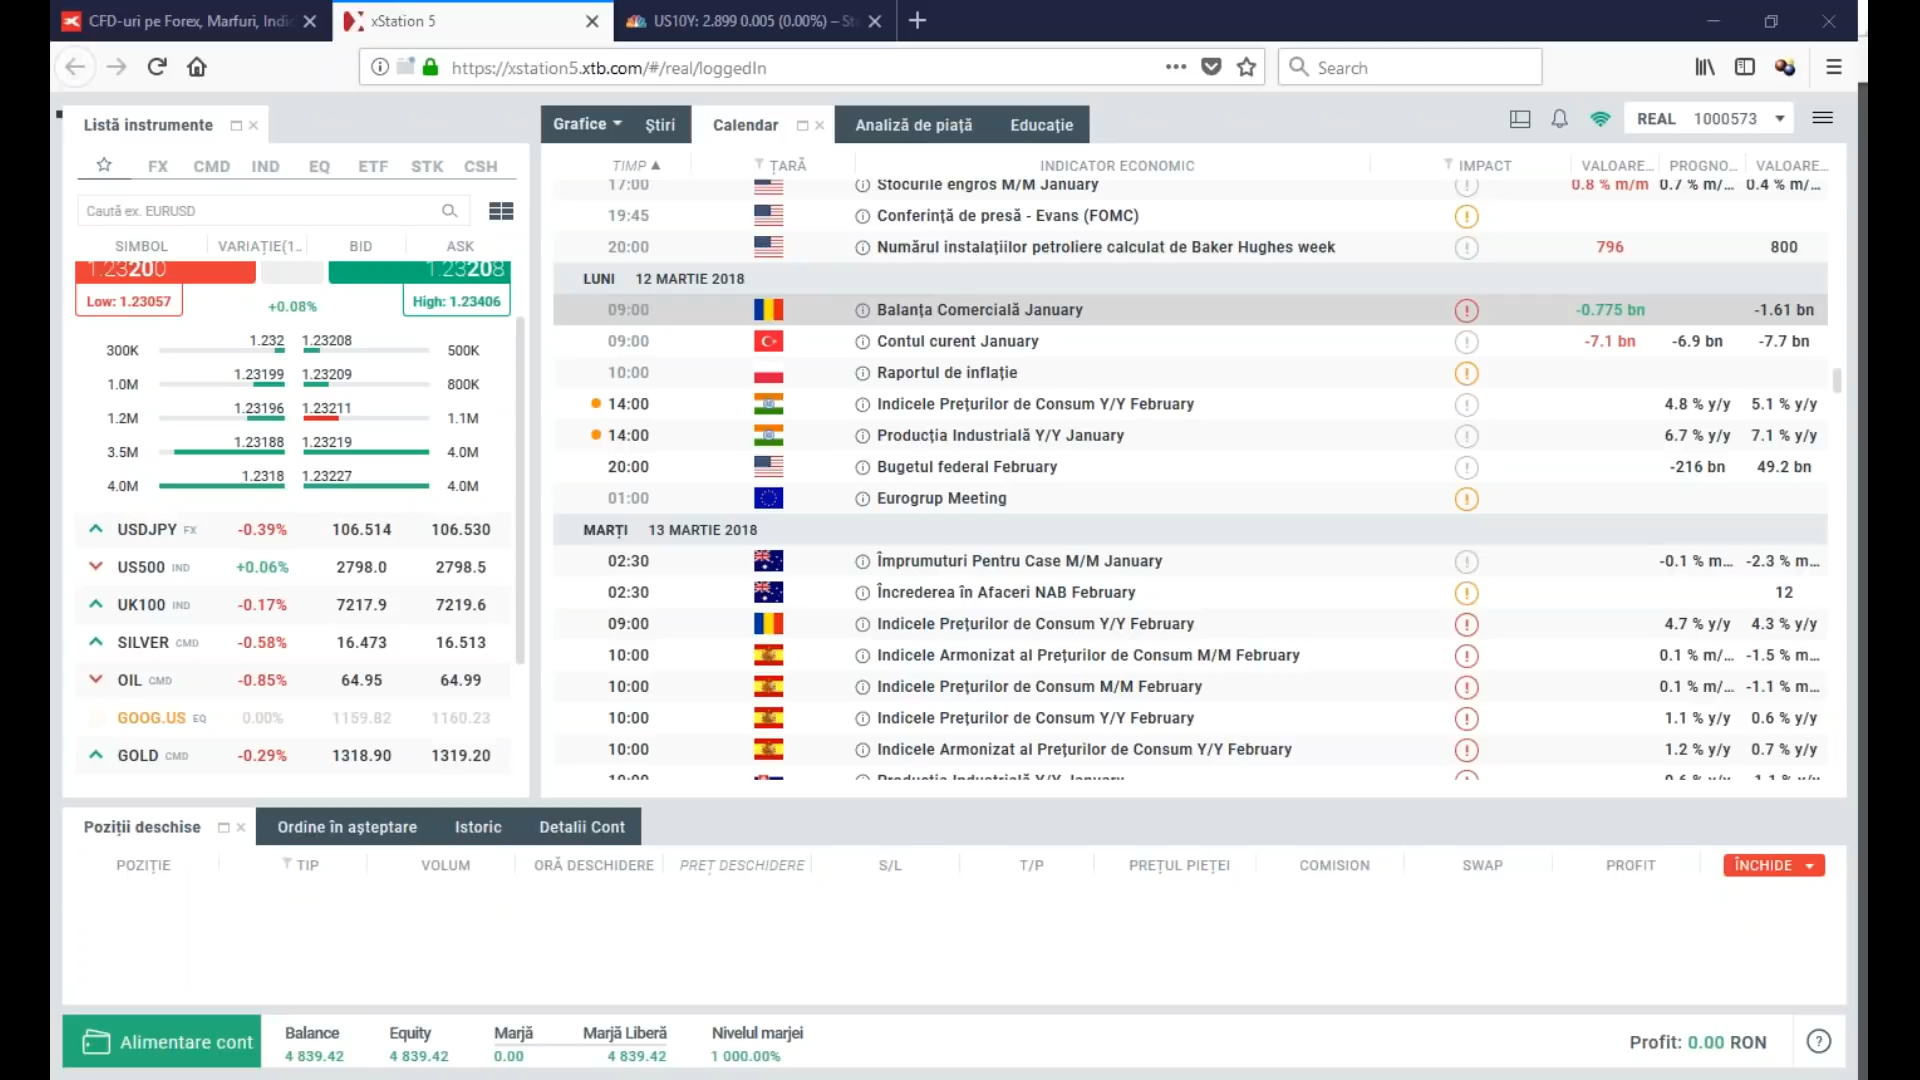 CFD-uri pe Forex, Marfuri, Indic
xStation 5
US10Y: 2.899 0.005 (0.00%) – St
https://xstation5.xtb.com/#/real/loggedIn
Search
Listă instrumente
Grafice
Știri
Calendar
Analiză de piață
Educație
REAL 1000573
FX CMD IND EQ ETF STK CSH
Caută ex. EURUSD
SIMBOL VARIAȚIE(1... BID ASK
1.23200 1.23208
Low: 1.23057 +0.08% High: 1.23406
300K 1.232 1.23208 500K
1.0M 1.23199 1.23209 800K
1.2M 1.23196 1.23211 1.1M
3.5M 1.23188 1.23219 4.0M
4.0M 1.2318 1.23227 4.0M
USDJPY FX -0.39% 106.514 106.530
US500 IND +0.06% 2798.0 2798.5
UK100 IND -0.17% 7217.9 7219.6
SILVER CMD -0.58% 16.473 16.513
OIL CMD -0.85% 64.95 64.99
GOOG.US EQ 0.00% 1159.82 1160.23
GOLD CMD -0.29% 1318.90 1319.20
TIMP ȚARĂ INDICATOR ECONOMIC IMPACT VALOARE... PROGNO... VALOARE...
17:00 Stocurile engros M/M January 0.8 % m/m 0.7 % m/... 0.4 % m/...
19:45 Conferință de presă - Evans (FOMC)
20:00 Numărul instalațiilor petroliere calculat de Baker Hughes week 796 800
LUNI 12 MARTIE 2018
09:00 Balanța Comercială January -0.775 bn -1.61 bn
09:00 Contul curent January -7.1 bn -6.9 bn -7.7 bn
10:00 Raportul de inflație
14:00 Indicele Prețurilor de Consum Y/Y February 4.8 % y/y 5.1 % y/y
14:00 Producția Industrială Y/Y January 6.7 % y/y 7.1 % y/y
20:00 Bugetul federal February -216 bn 49.2 bn
01:00 Eurogrup Meeting
MARȚI 13 MARTIE 2018
02:30 Împrumuturi Pentru Case M/M January -0.1 % m... -2.3 % m...
02:30 Încrederea în Afaceri NAB February 12
09:00 Indicele Prețurilor de Consum Y/Y February 4.7 % y/y 4.3 % y/y
10:00 Indicele Armonizat al Prețurilor de Consum M/M February 0.1 % m/... -1.5 % m...
10:00 Indicele Prețurilor de Consum M/M February 0.1 % m/... -1.1 % m...
10:00 Indicele Prețurilor de Consum Y/Y February 1.1 % y/y 0.6 % y/y
10:00 Indicele Armonizat al Prețurilor de Consum Y/Y February 1.2 % y/y 0.7 % y/y
10:00 Producția Industrială Y/Y January
Poziții deschise
Ordine în așteptare
Istoric
Detalii Cont
POZIȚIE TIP VOLUM ORĂ DESCHIDERE PREȚ DESCHIDERE S/L T/P PREȚUL PIEȚEI COMISION SWAP PROFIT ÎNCHIDE
Alimentare cont
Balance Equity Marjă Marjă Liberă Nivelul marjei
4 839.42 4 839.42 0.00 4 839.42 1 000.00%
Profit: 0.00 RON